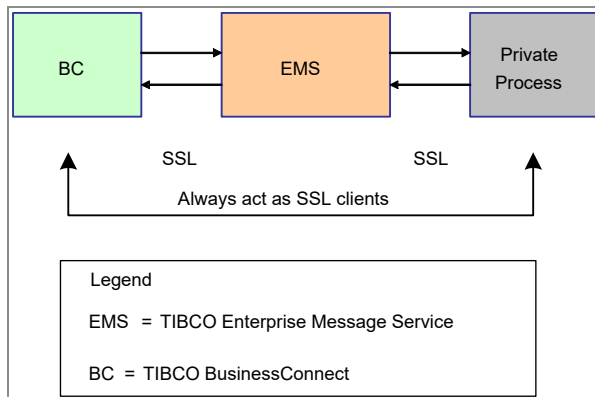 BC
EMS
Private
Process
SSL
SSL
Always act as SSL clients
Legend
EMS = TIBCO Enterprise Message Service
BC = TIBCO BusinessConnect